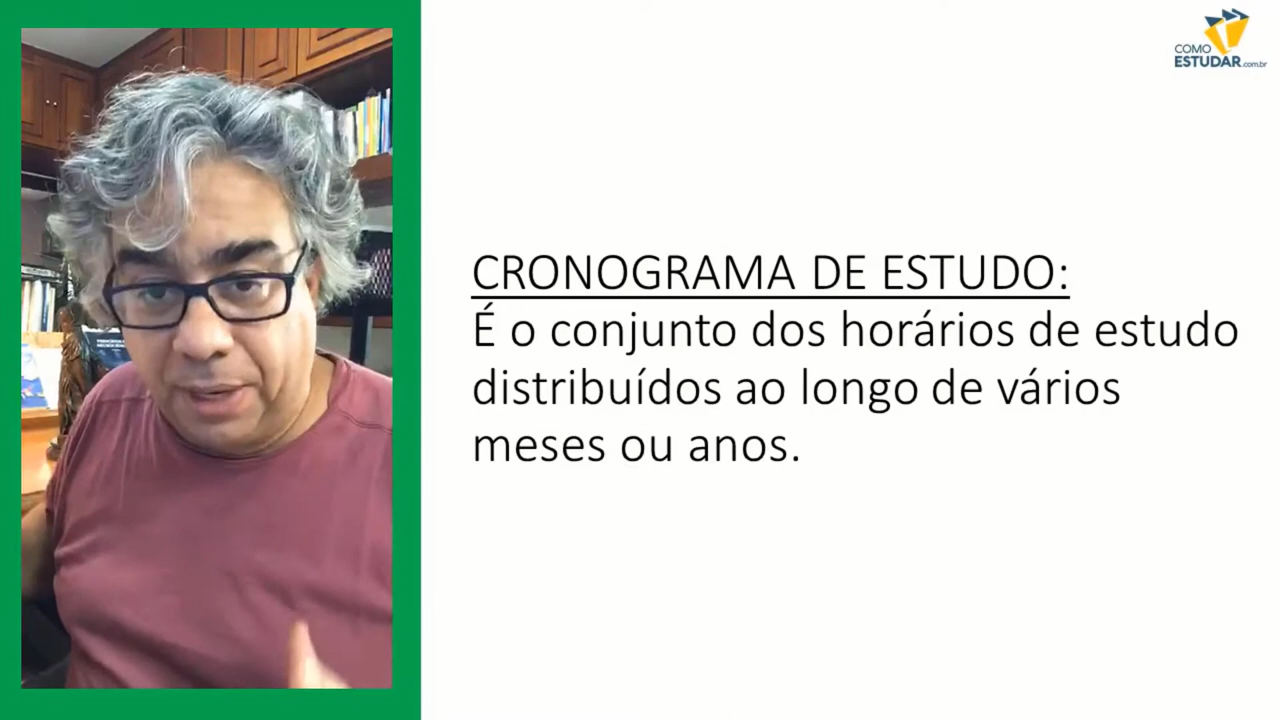 COMO
ESTUDAR.com.br
CRONOGRAMA DE ESTUDO:
É o conjunto dos horários de estudo
distribuídos ao longo de vários
meses ou anos.